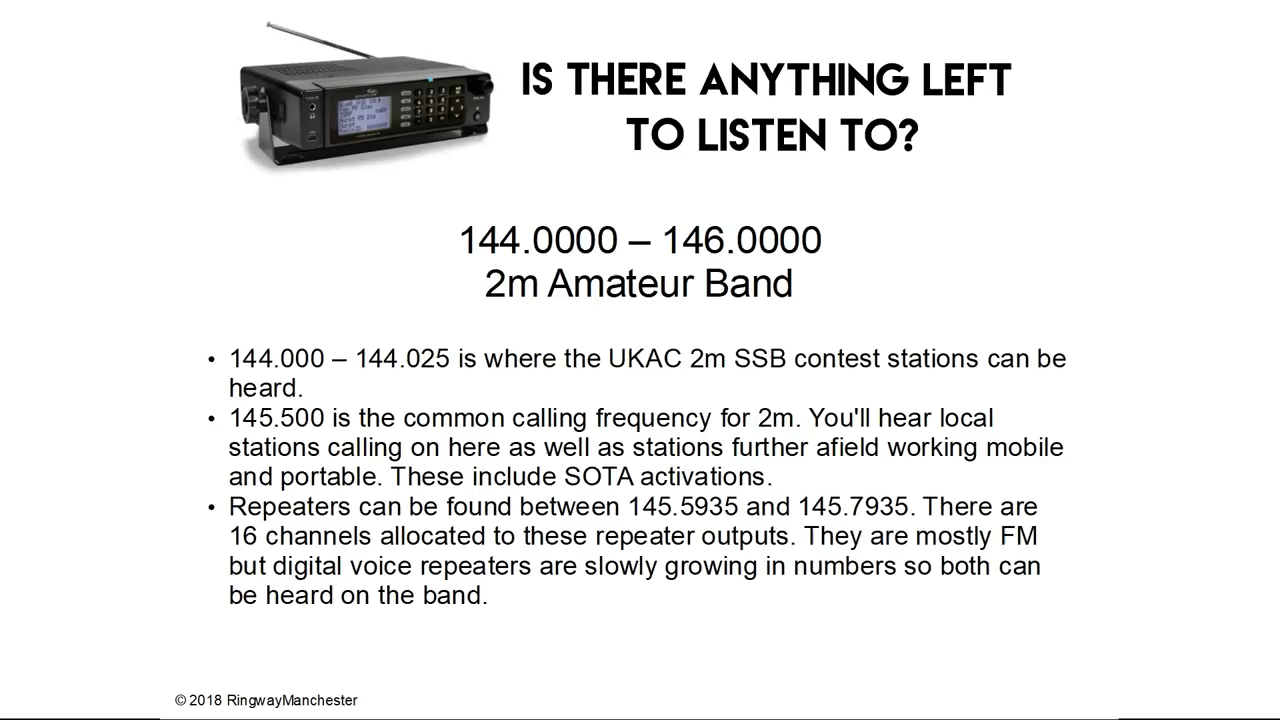 IS THERE ANYTHING LEFT
TO LISTEN TO?
144.0000 – 146.0000
2m Amateur Band
• 144.000 – 144.025 is where the UKAC 2m SSB contest stations can be
heard.
• 145.500 is the common calling frequency for 2m. You'll hear local
stations calling on here as well as stations further afield working mobile
and portable. These include SOTA activations.
• Repeaters can be found between 145.5935 and 145.7935. There are
16 channels allocated to these repeater outputs. They are mostly FM
but digital voice repeaters are slowly growing in numbers so both can
be heard on the band.
© 2018 RingwayManchester